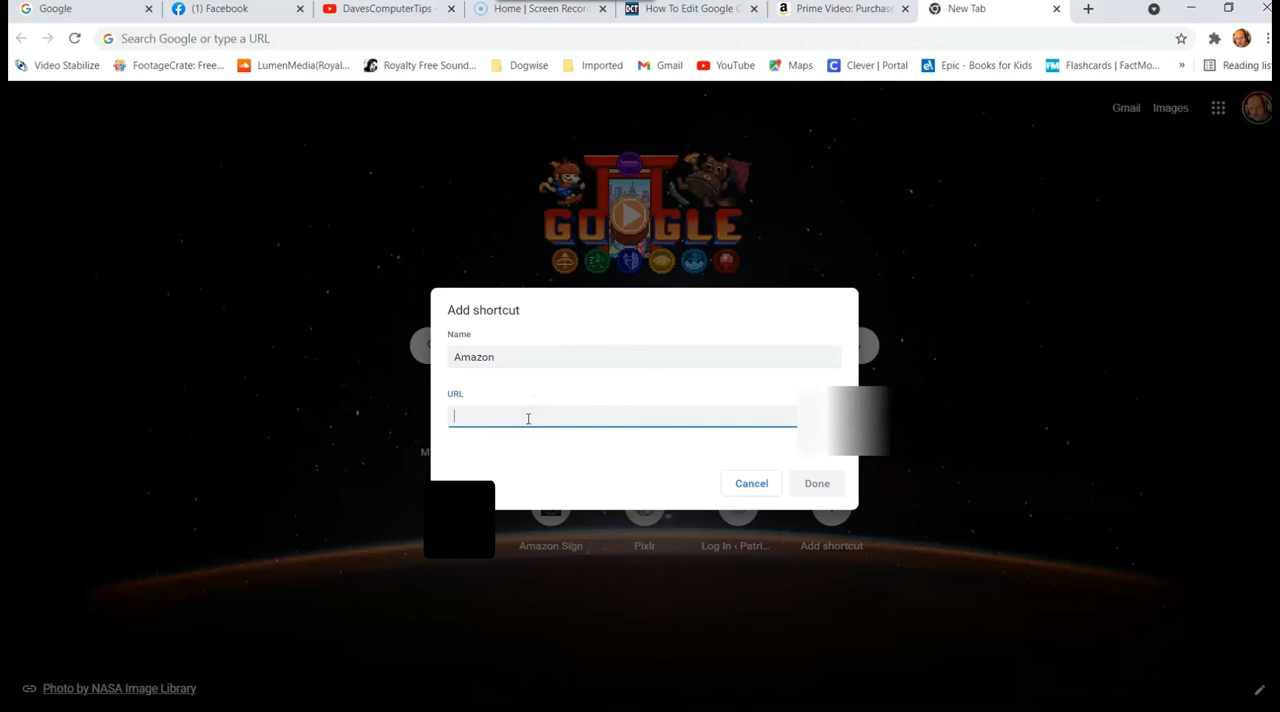 Google
(1) Facebook
DavesComputerTips -
Home | Screen Recor
How To Edit Google C
Prime Video: Purchase
New Tab
Search Google or type a URL
Video Stabilize
FootageCrate: Free...
LumenMedia(Royal...
Royalty Free Sound...
Dogwise
Imported
Gmail
YouTube
Maps
Clever | Portal
Epic - Books for Kids
Flashcards | FactMo...
»
Reading list
Gmail
Images
GOOGLE
Add shortcut
Name
Amazon
URL
M
Cancel
Done
Amazon Sign
Pixlr
Log In ‹ Patri...
Add shortcut
Photo by NASA Image Library